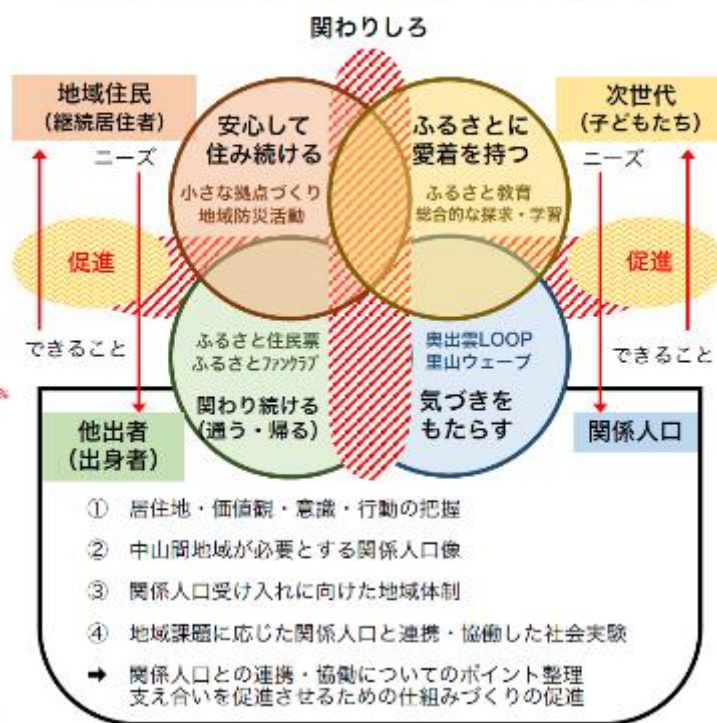 関わりしろ
地域住民
（継続居住者）
次世代
（子どもたち）
安心して
住み続ける
ふるさとに
愛着を持つ
ニーズ
ニーズ
小さな拠点づくり
地域防災活動
ふるさと教育
総合的な探求・学習
促進
促進
できること
できること
ふるさと住民票
ふるさとファンクラブ
奥出雲LOOP
里山ウェーブ
関わり続ける
（通う・帰る）
気づきを
もたらす
他出者
（出身者）
関係人口
① 居住地・価値観・意識・行動の把握
② 中山間地域が必要とする関係人口像
③ 関係人口受け入れに向けた地域体制
④ 地域課題に応じた関係人口と連携・協働した社会実験
➡ 関係人口との連携・協働についてのポイント整理
支え合いを促進させるための仕組みづくりの促進